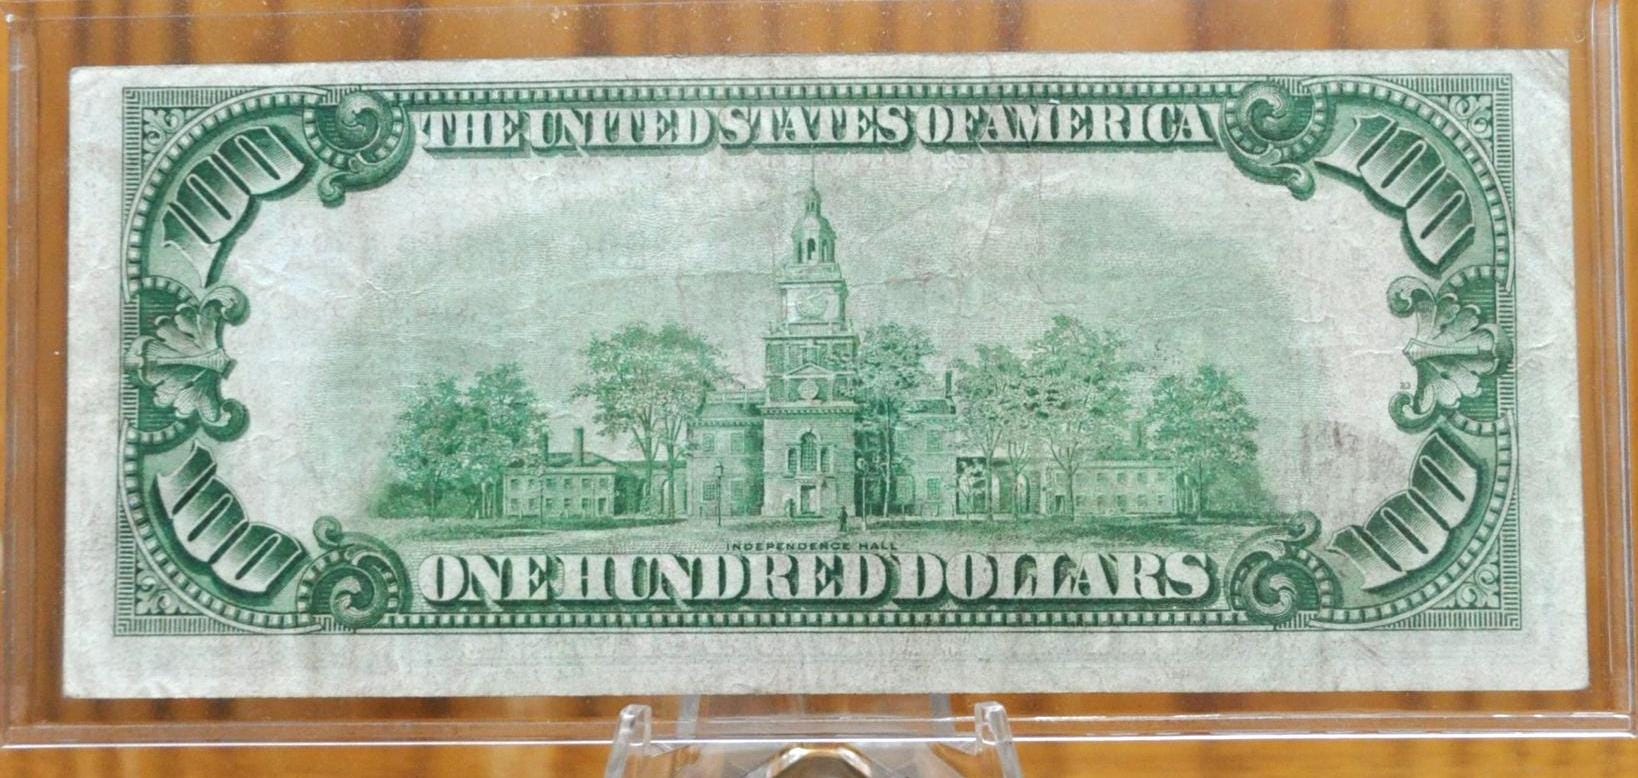 THE UNITED STATES OF AMERICA
100
100
INDEPENDENCE HALL
ONE HUNDRED DOLLARS
100
100